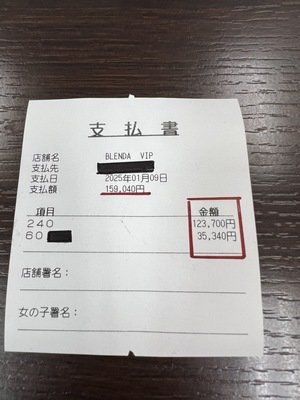 支払書
店舗名 BLENDA VIP
支払先
支払日 2025年01月09日
支払額 159,040円
項目 金額
240 123,700円
60 35,340円
店舗署名：
女の子署名：